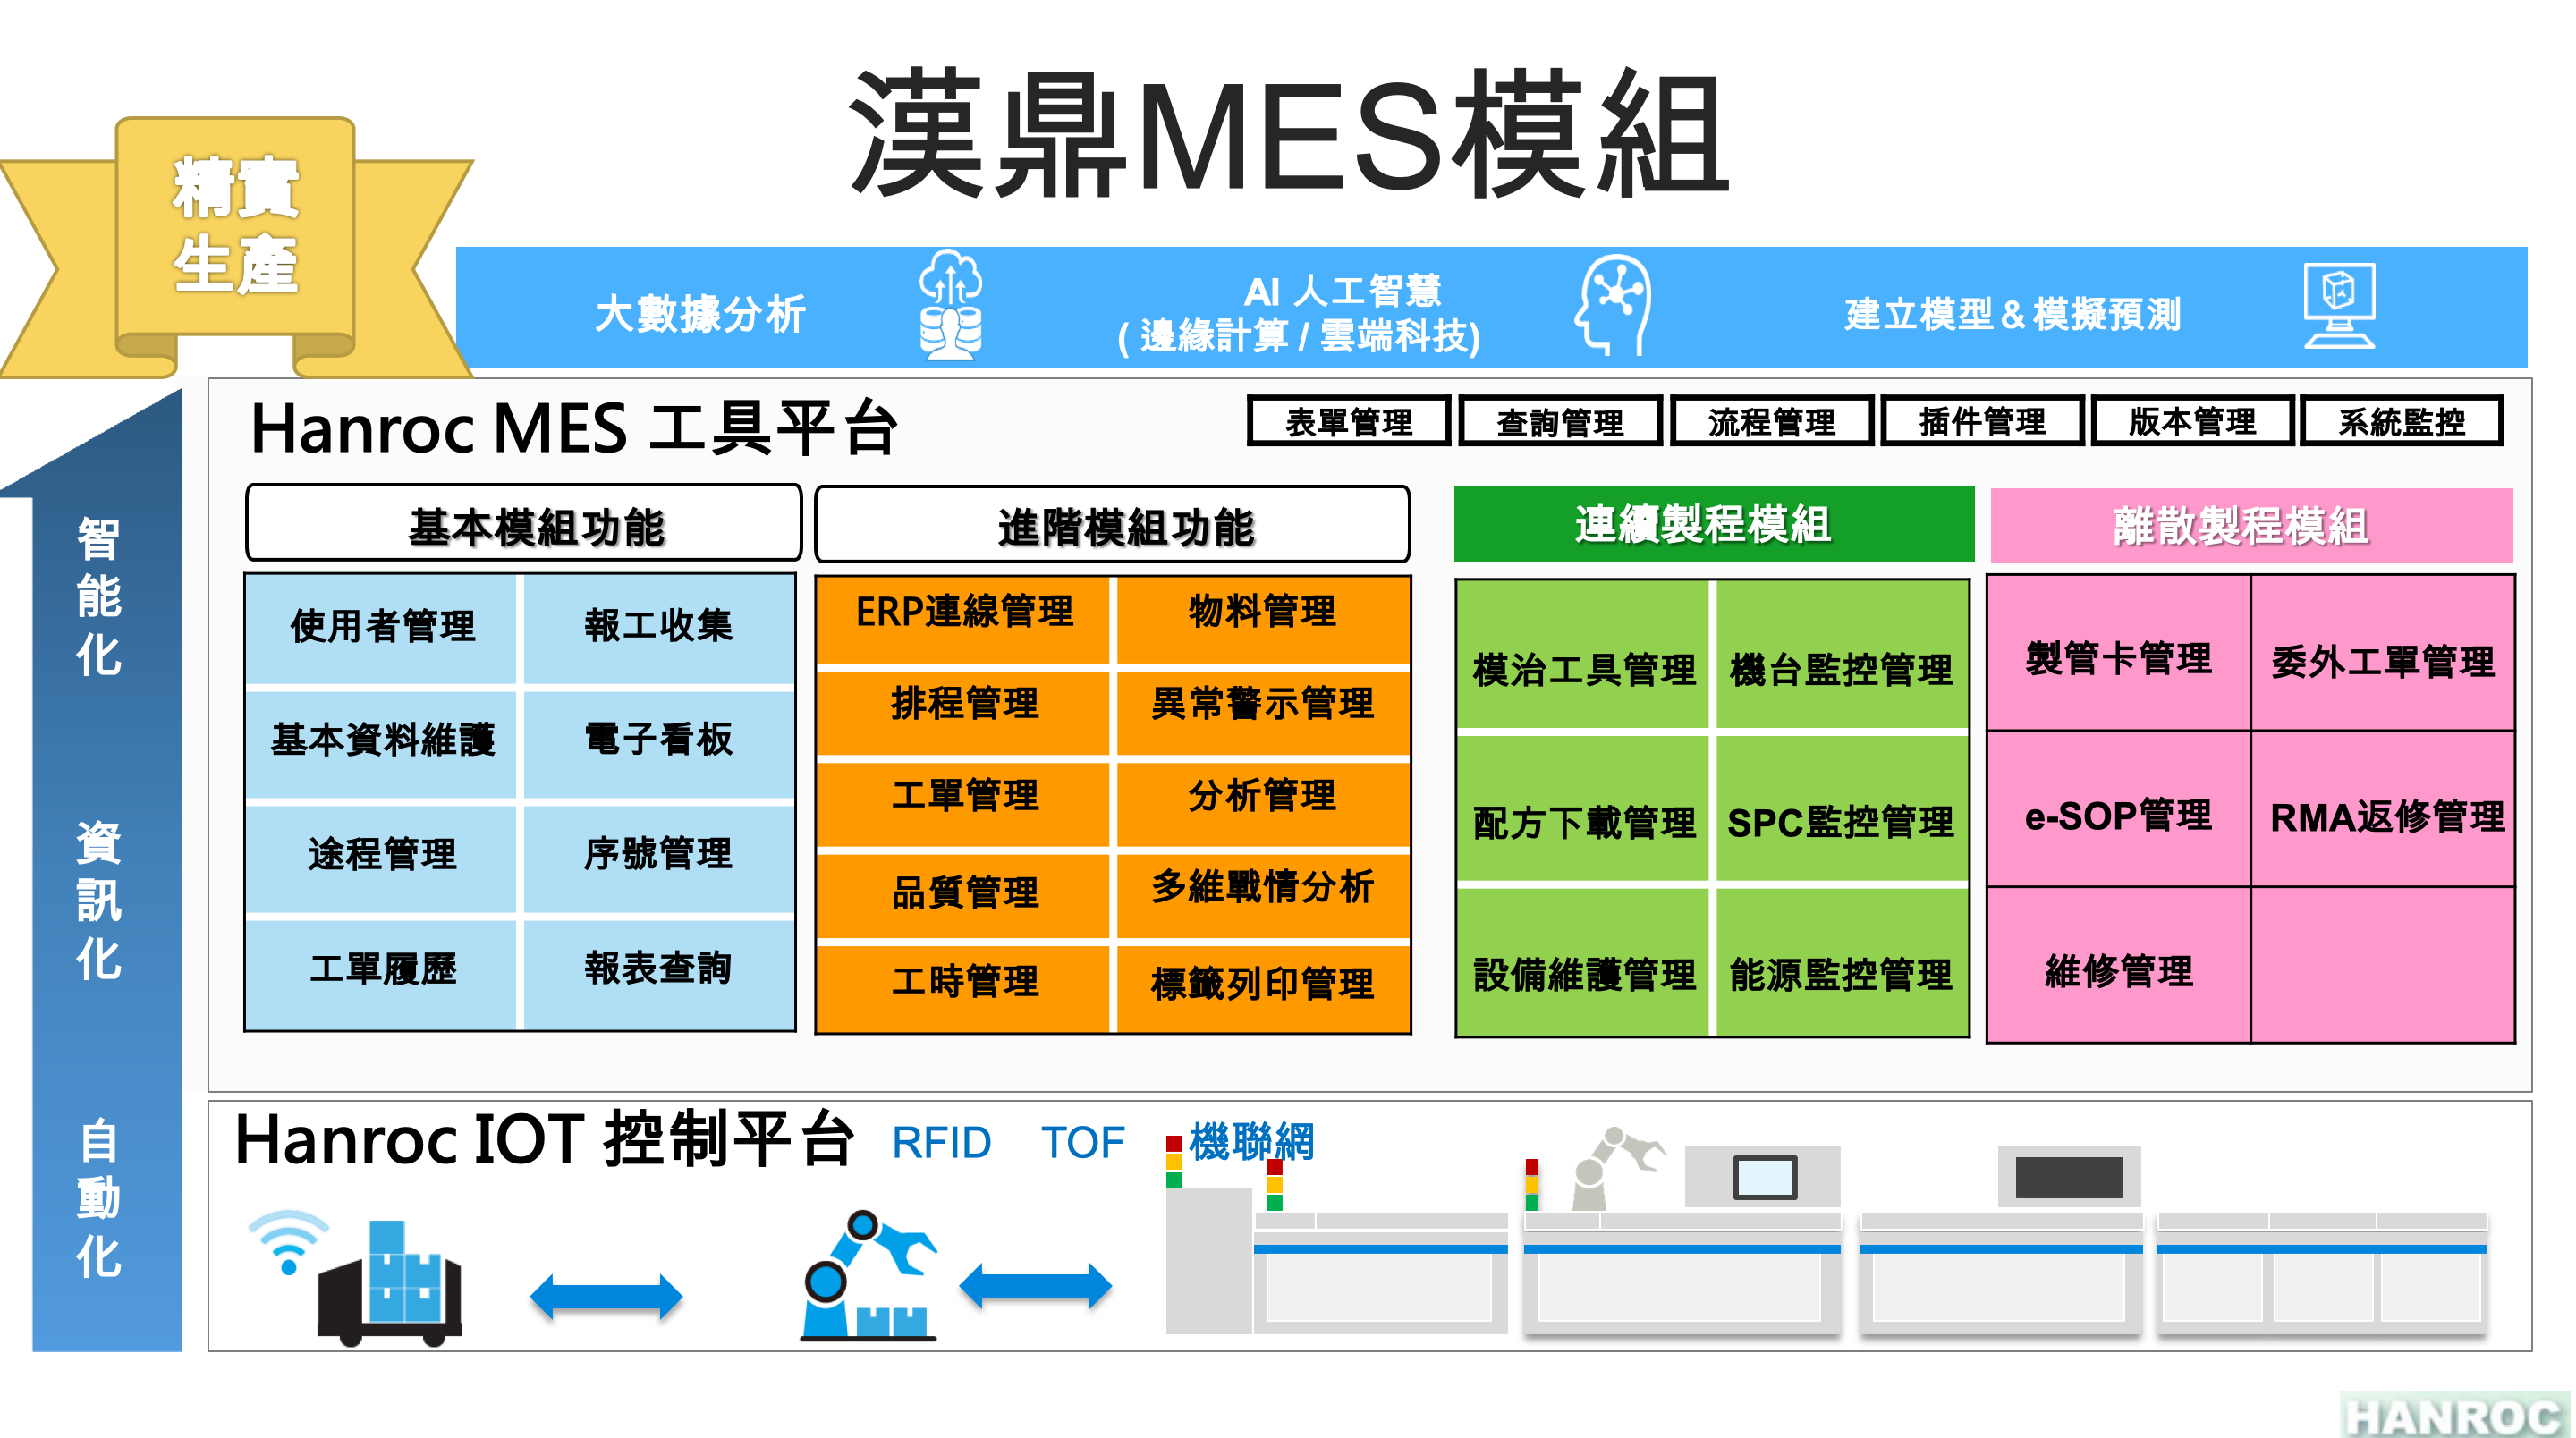 漢鼎MES模組
精實
生產
大數據分析
AI 人工智慧
( 邊緣計算 / 雲端科技)
建立模型＆模擬預測
Hanroc MES 工具平台
表單管理
查詢管理
流程管理
插件管理
版本管理
系統監控
智能化
資訊化
自動化
基本模組功能
使用者管理 報工收集
基本資料維護 電子看板
途程管理 序號管理
工單履歷 報表查詢
進階模組功能
ERP連線管理 物料管理
排程管理 異常警示管理
工單管理 分析管理
品質管理 多維戰情分析
工時管理 標籤列印管理
連續製程模組
模治工具管理 機台監控管理
配方下載管理 SPC監控管理
設備維護管理 能源監控管理
離散製程模組
製管卡管理 委外工單管理
e-SOP管理 RMA返修管理
維修管理
Hanroc IOT 控制平台
RFID TOF 機聯網
HANROC